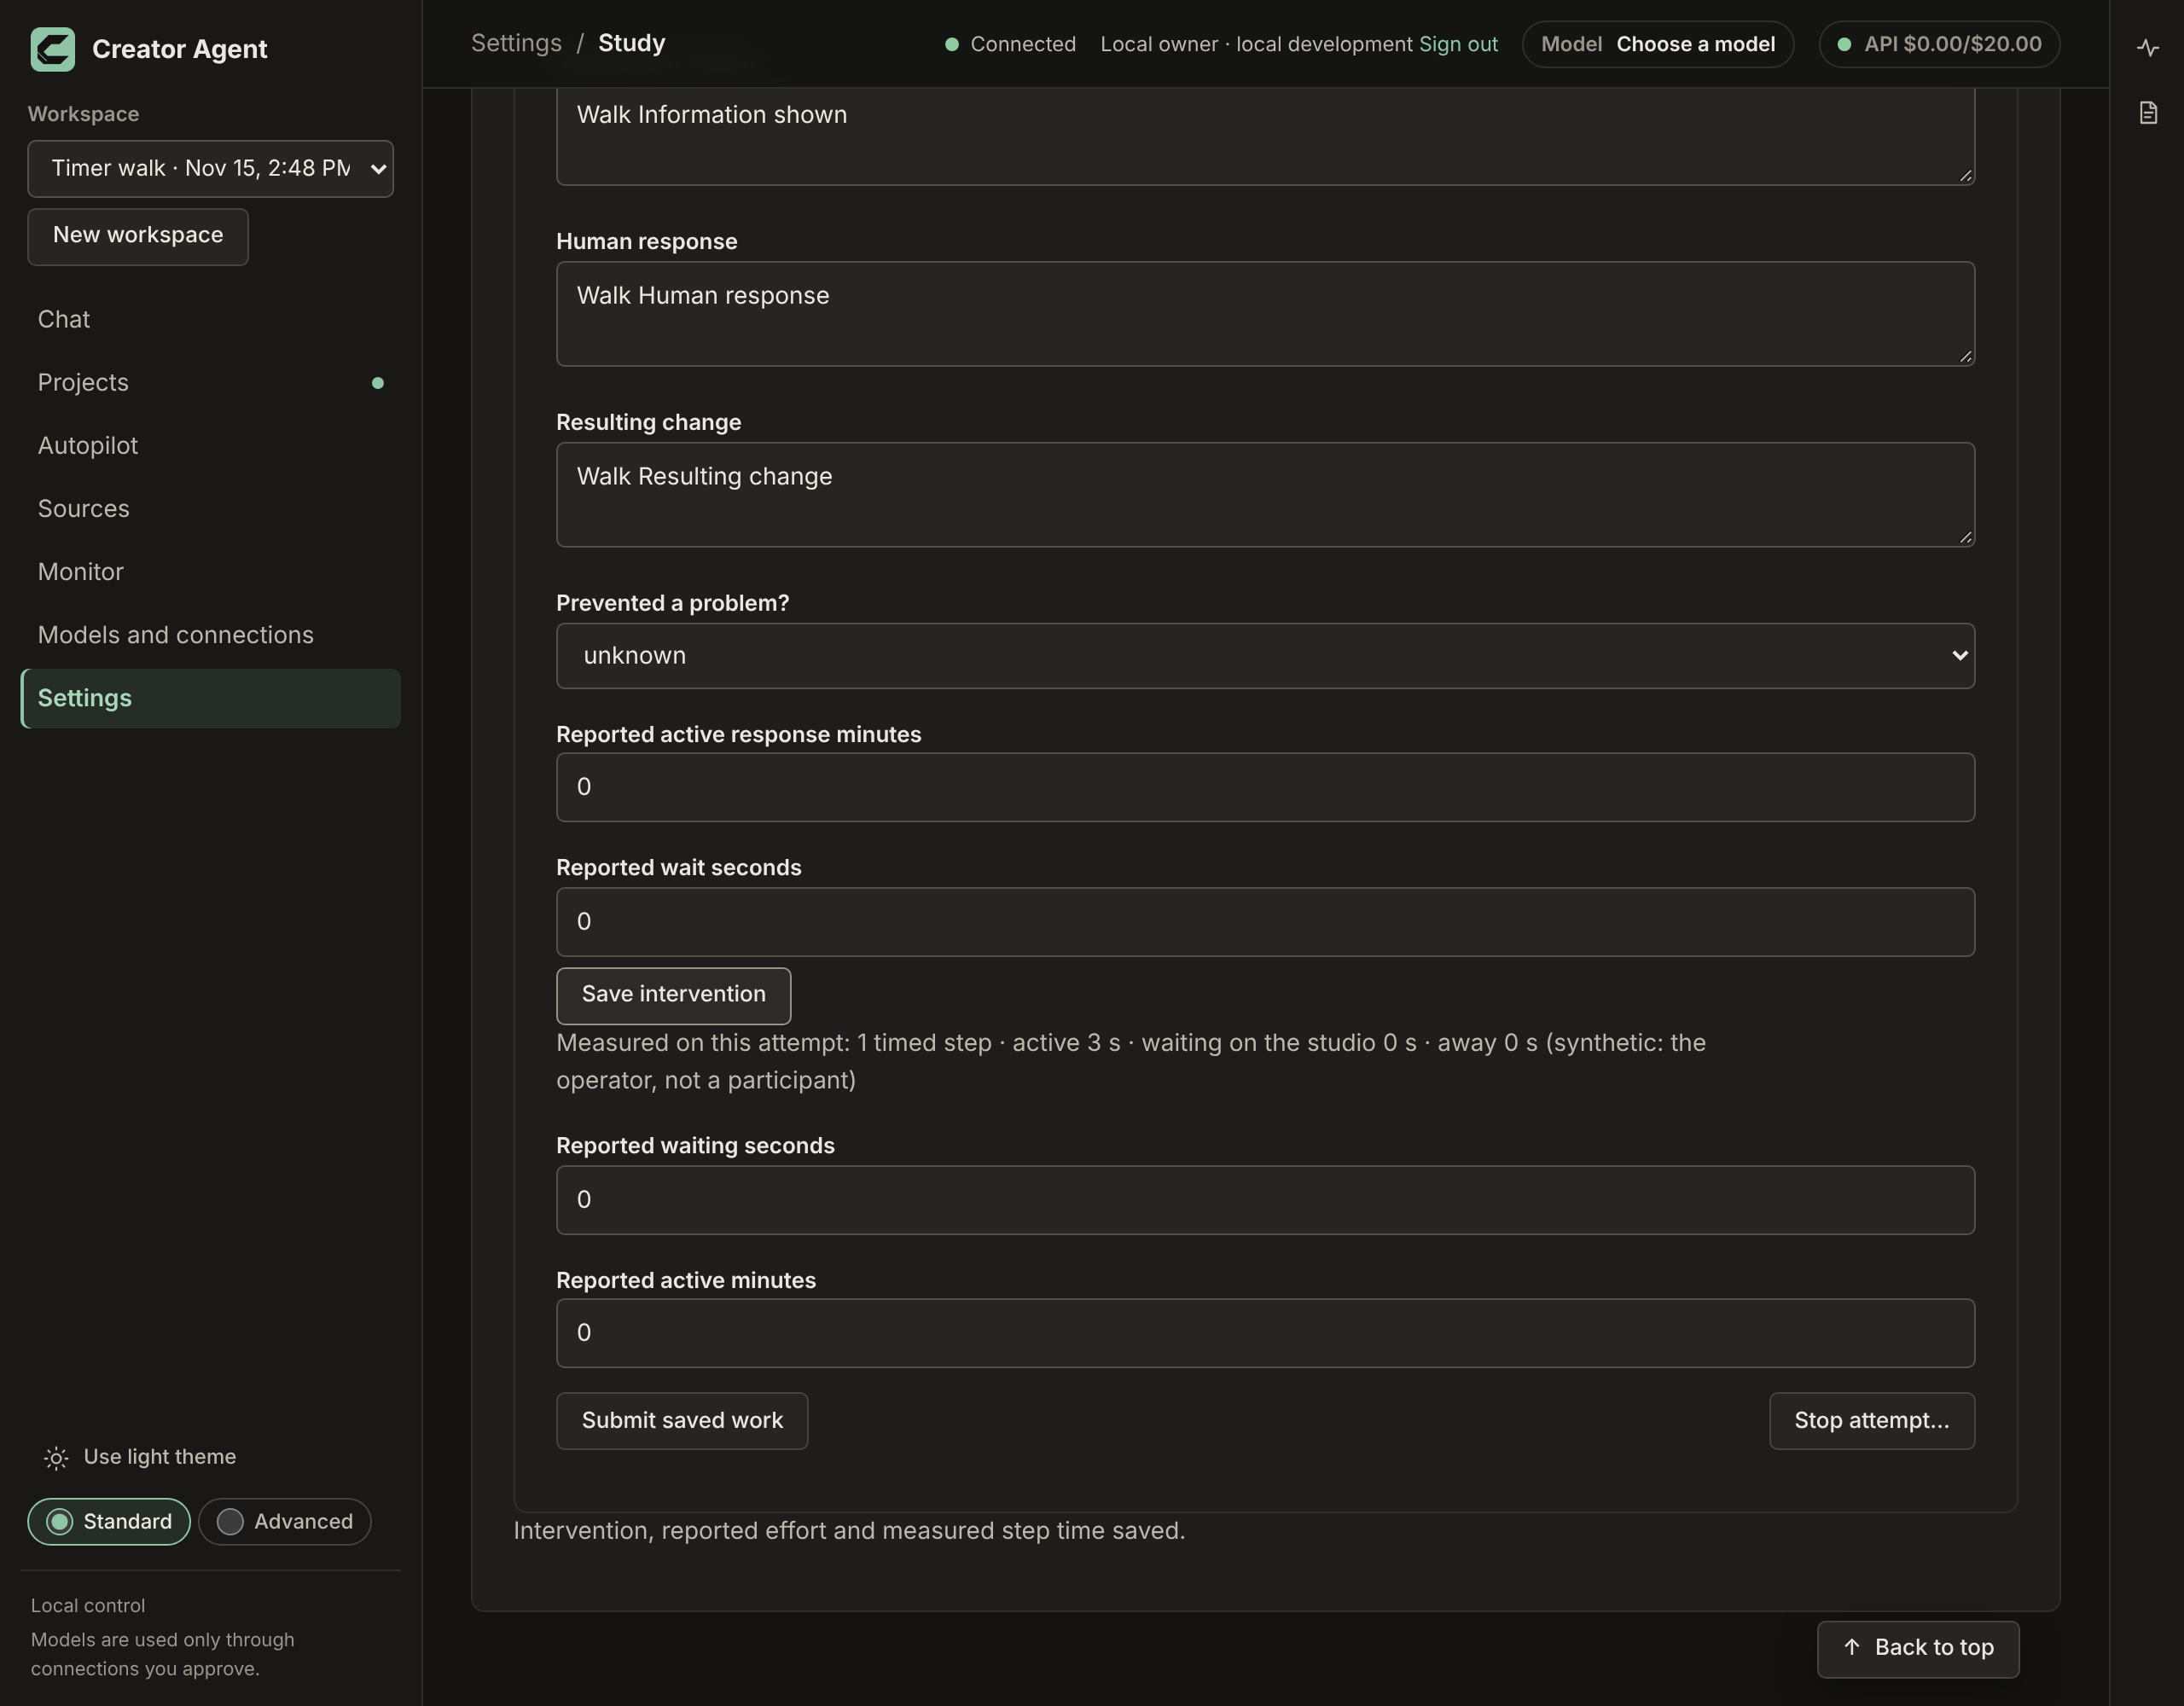 Creator Agent
Workspace
Timer walk · Nov 15, 2:48 PM
New workspace
Chat
Projects
Autopilot
Sources
Monitor
Models and connections
Settings
Use light theme
Standard
Advanced
Local control
Models are used only through
connections you approve.
Settings / Study
Connected
Local owner · local development Sign out
Model Choose a model
API $0.00/$20.00
Walk Information shown
Human response
Walk Human response
Resulting change
Walk Resulting change
Prevented a problem?
unknown
Reported active response minutes
0
Reported wait seconds
0
Save intervention
Measured on this attempt: 1 timed step · active 3 s · waiting on the studio 0 s · away 0 s (synthetic: the
operator, not a participant)
Reported waiting seconds
0
Reported active minutes
0
Submit saved work
Stop attempt...
Intervention, reported effort and measured step time saved.
↑ Back to top